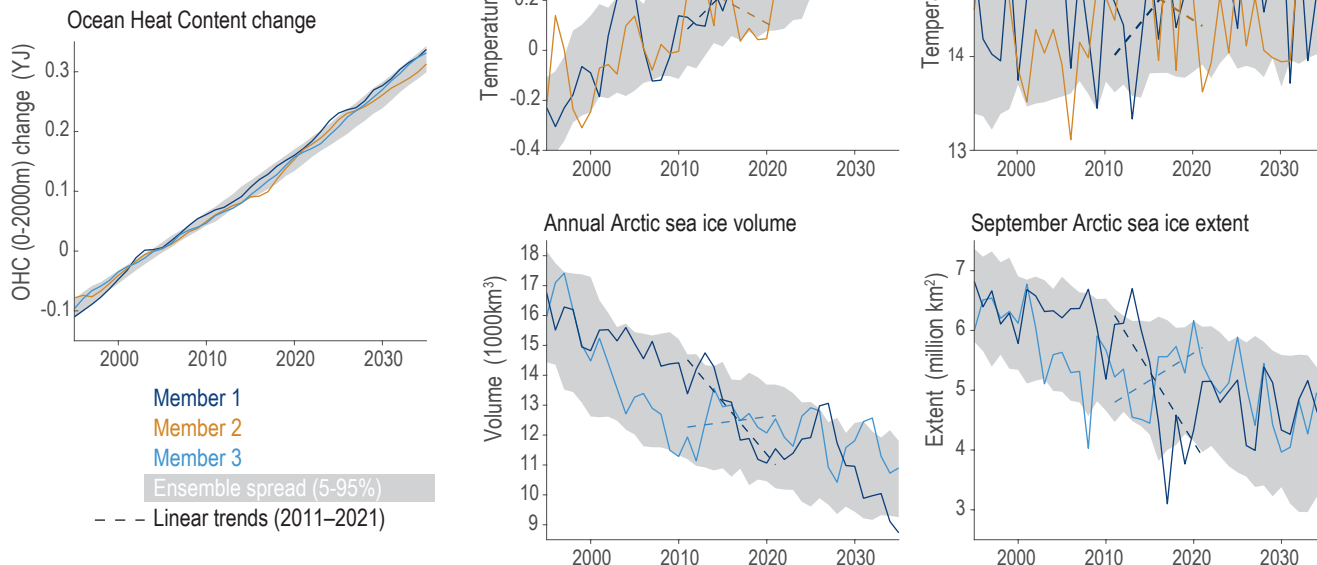 Ocean Heat Content change
OHC (0-2000m) change (YJ)
0.3
0.2
0.1
0
-0.1
2000 2010 2020 2030
Member 1
Member 2
Member 3
Ensemble spread (5-95%)
Linear trends (2011–2021)
Temperatur
0.2
0
-0.2
-0.4
2000 2010 2020 2030
Tempera
14
13
2000 2010 2020 2030
Annual Arctic sea ice volume
Volume (1000km³)
18
17
16
15
14
13
12
11
10
9
2000 2010 2020 2030
September Arctic sea ice extent
Extent (million km²)
7
6
5
4
3
2000 2010 2020 2030